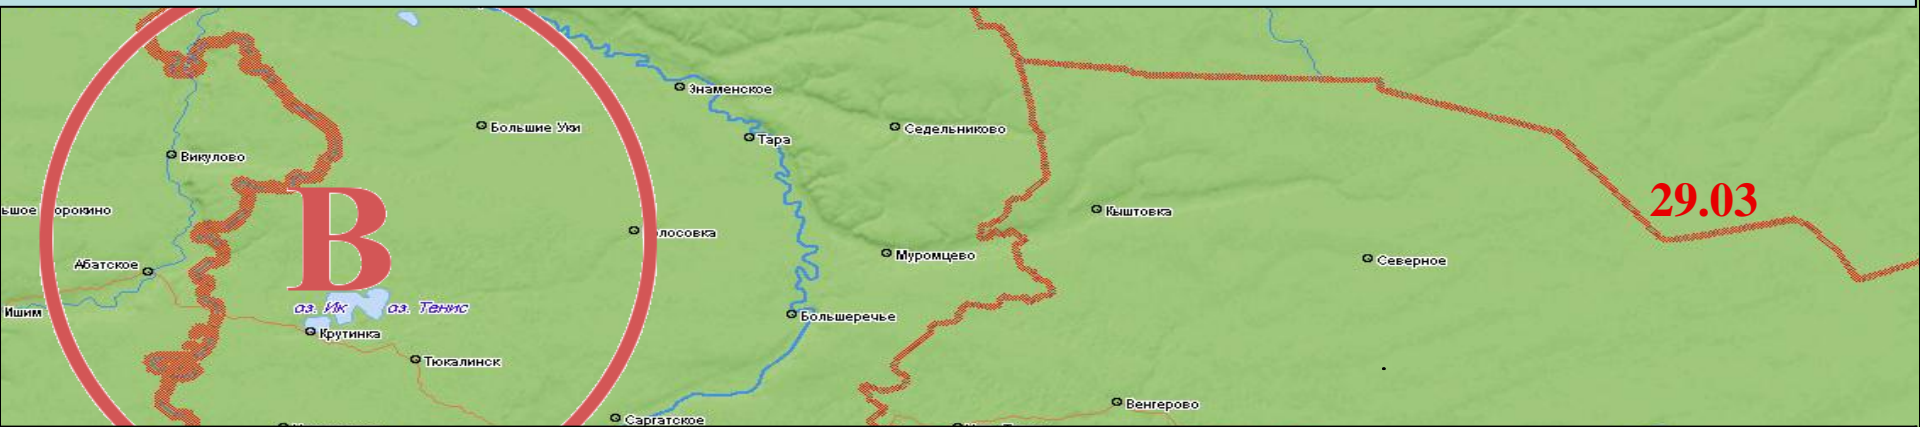 Знаменское
Большие Уки
Седельниково
Тара
Викулово
29.03
В
Кыштовка
лосовка
Абатское
Муромцево
Северное
оз. Ик
оз. Тенис
Ишим
Большеречье
Крутинка
Тюкалинск
Венгерово
Саргатское